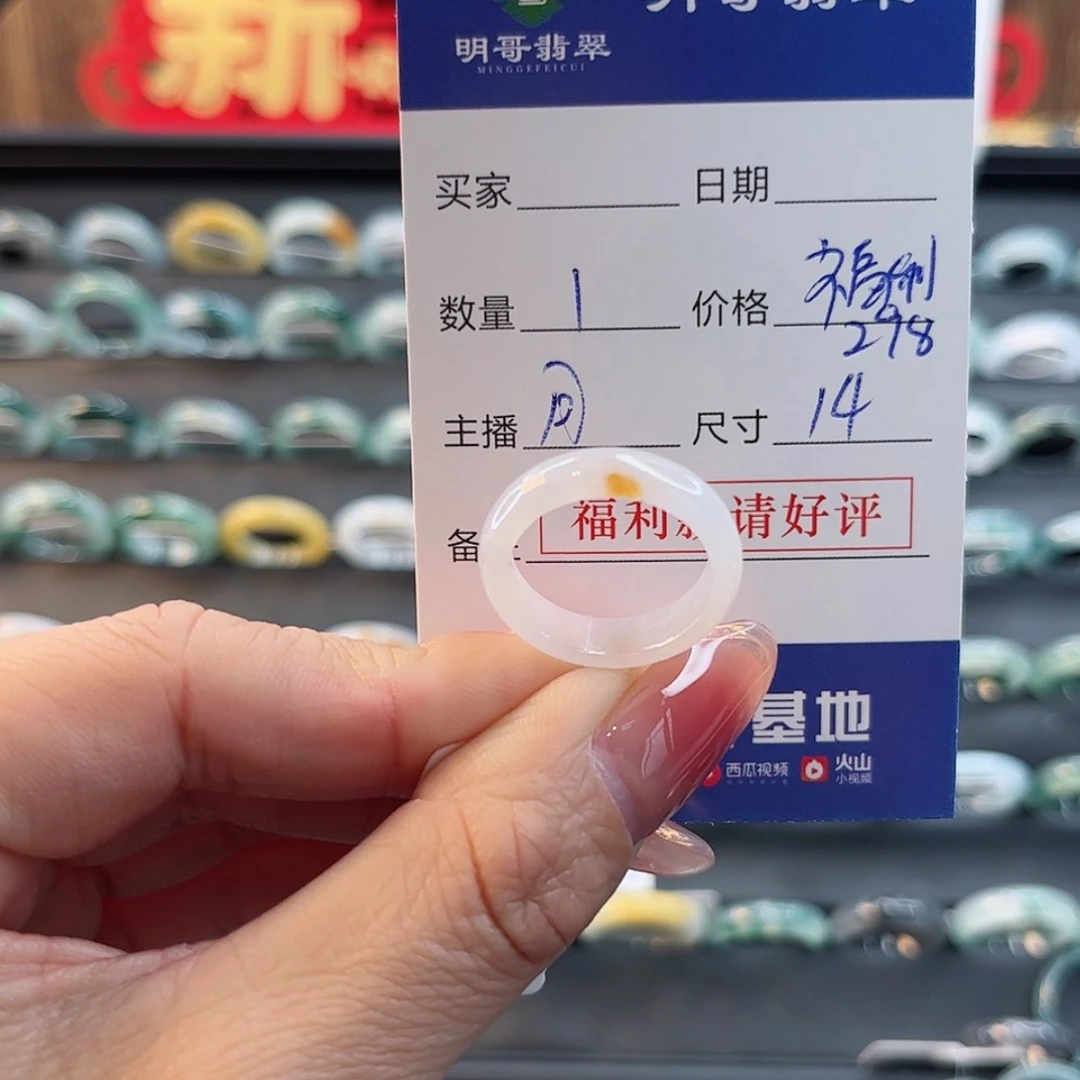 新
明哥翡翠
MINGGEFEICUI
买家 日期
数量 1 价格 福利
298
主播 尺寸 14
备
福利 请好评
基地
西瓜视频 火山
小视频